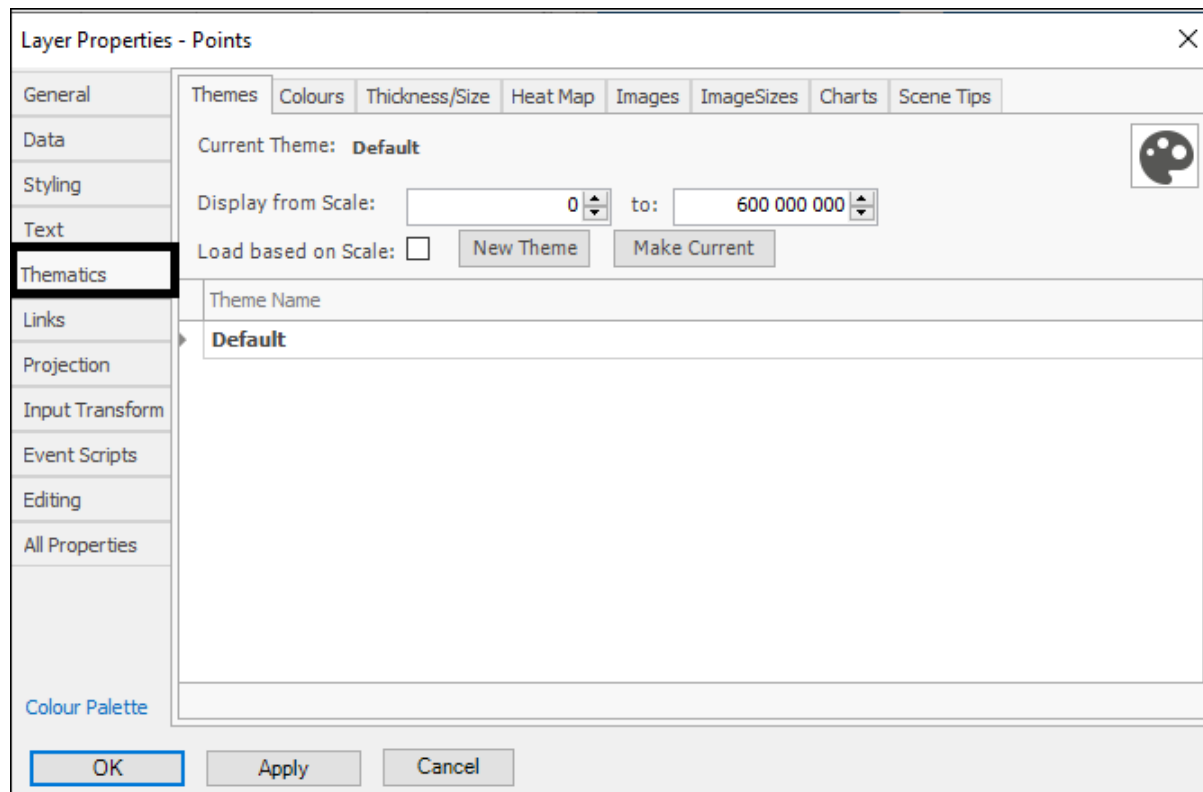 Layer Properties - Points
General
Data
Styling
Text
Thematics
Links
Projection
Input Transform
Event Scripts
Editing
All Properties
Colour Palette
Themes Colours Thickness/Size Heat Map Images ImageSizes Charts Scene Tips
Current Theme: Default
Display from Scale: 0 to: 600 000 000
Load based on Scale: New Theme Make Current
Theme Name
Default
OK Apply Cancel